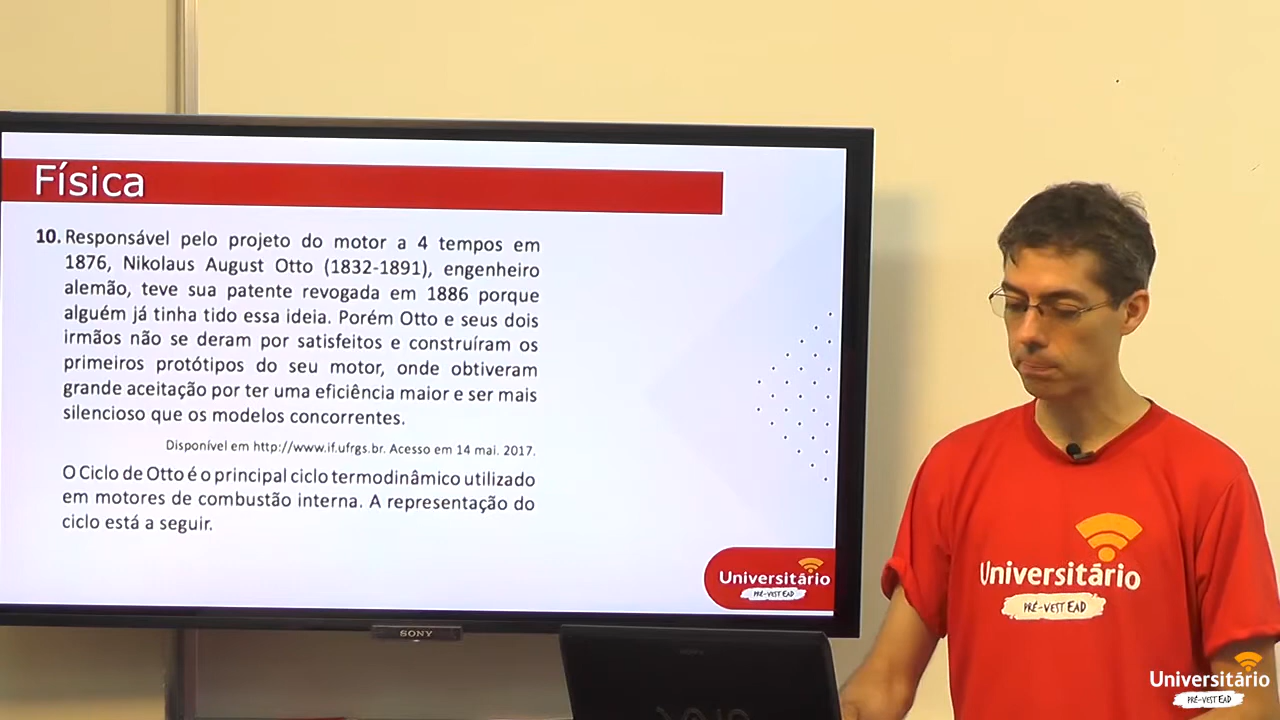 Física
10. Responsável pelo projeto do motor a 4 tempos em
1876, Nikolaus August Otto (1832-1891), engenheiro
alemão, teve sua patente revogada em 1886 porque
alguém já tinha tido essa ideia. Porém Otto e seus dois
irmãos não se deram por satisfeitos e construíram os
primeiros protótipos do seu motor, onde obtiveram
grande aceitação por ter uma eficiência maior e ser mais
silencioso que os modelos concorrentes.
Disponível em http://www.if.ufrgs.br. Acesso em 14 mai. 2017.
O Ciclo de Otto é o principal ciclo termodinâmico utilizado
em motores de combustão interna. A representação do
ciclo está a seguir.
Universitário
PRÉ-VEST EAD
SONY
VAIO
Universitário
PRÉ-VEST EAD
Universitário
PRÉ-VEST EAD